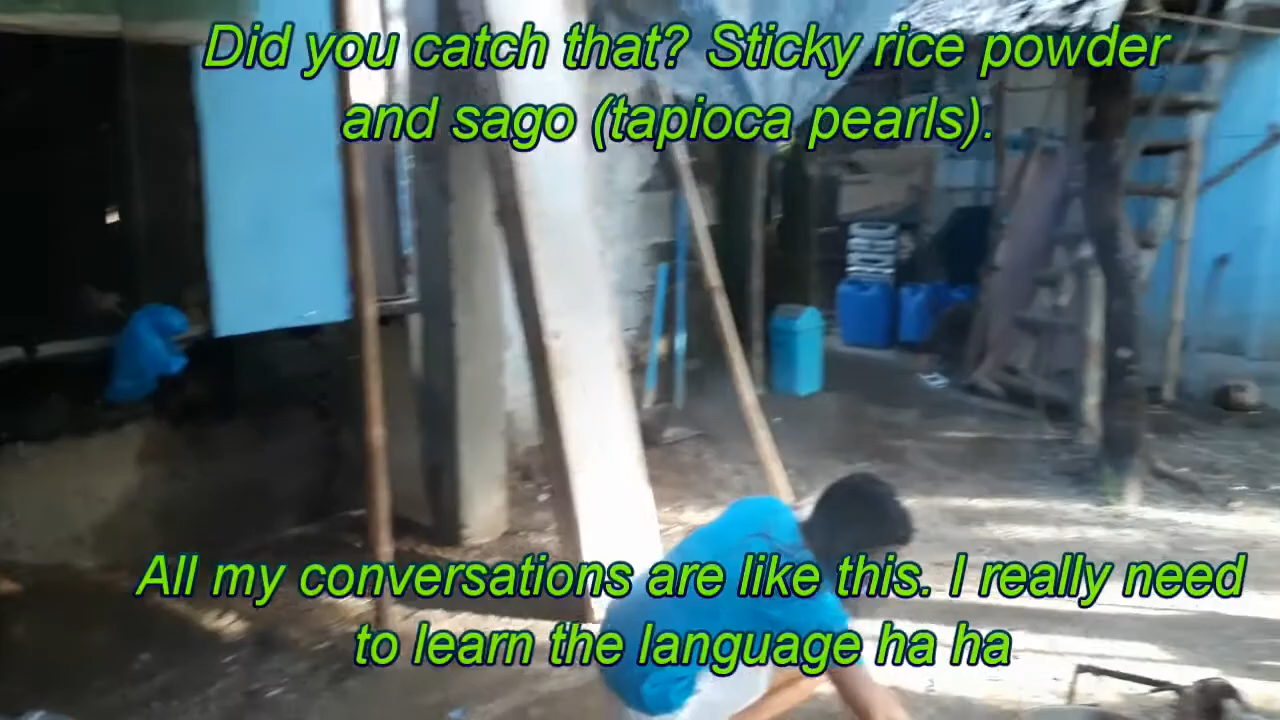 Did you catch that? Sticky rice powder
and sago (tapioca pearls).
All my conversations are like this. I really need
to learn the language ha ha